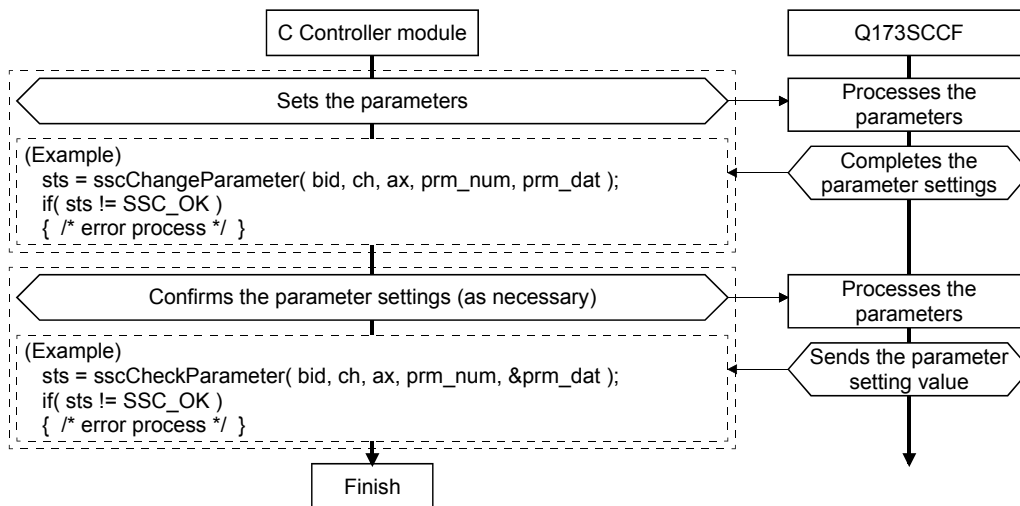 C Controller module
Q173SCCF
Sets the parameters
Processes the
parameters
(Example)
sts = sscChangeParameter( bid, ch, ax, prm_num, prm_dat );
if( sts != SSC_OK )
{ /* error process */ }
Completes the
parameter settings
Confirms the parameter settings (as necessary)
Processes the
parameters
(Example)
sts = sscCheckParameter( bid, ch, ax, prm_num, &prm_dat );
if( sts != SSC_OK )
{ /* error process */ }
Sends the parameter
setting value
Finish